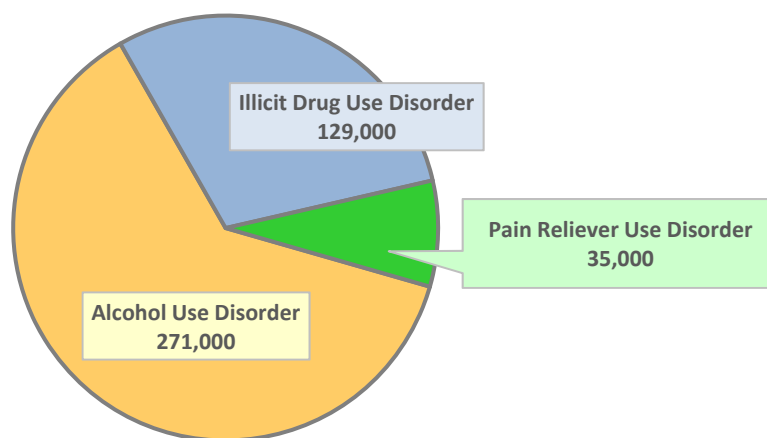 Illicit Drug Use Disorder
129,000
Pain Reliever Use Disorder
35,000
Alcohol Use Disorder
271,000